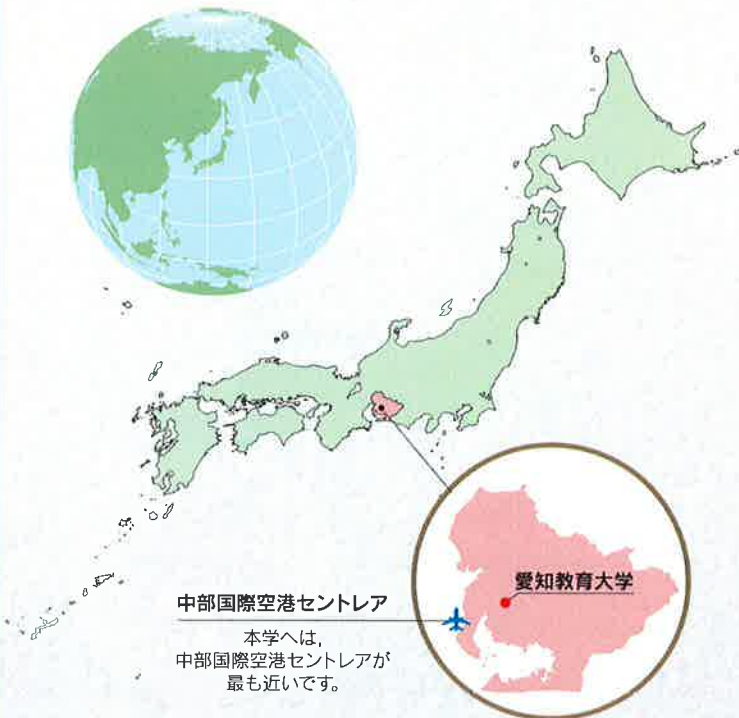 愛知教育大学
中部国際空港セントレア
本学へは，
中部国際空港セントレアが
最も近いです。